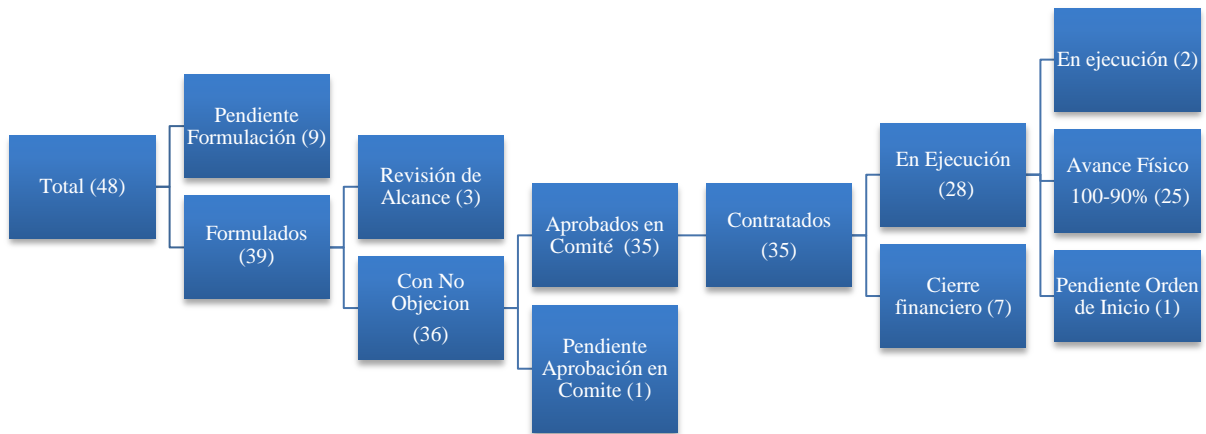 Total (48)
Pendiente
Formulación (9)
Formulados
(39)
Revisión de
Alcance (3)
Con No
Objecion
(36)
Aprobados en
Comité (35)
Pendiente
Aprobación en
Comite (1)
Contratados
(35)
En Ejecución
(28)
Cierre
financiero (7)
En ejecución (2)
Avance Físico
100-90% (25)
Pendiente Orden
de Inicio (1)